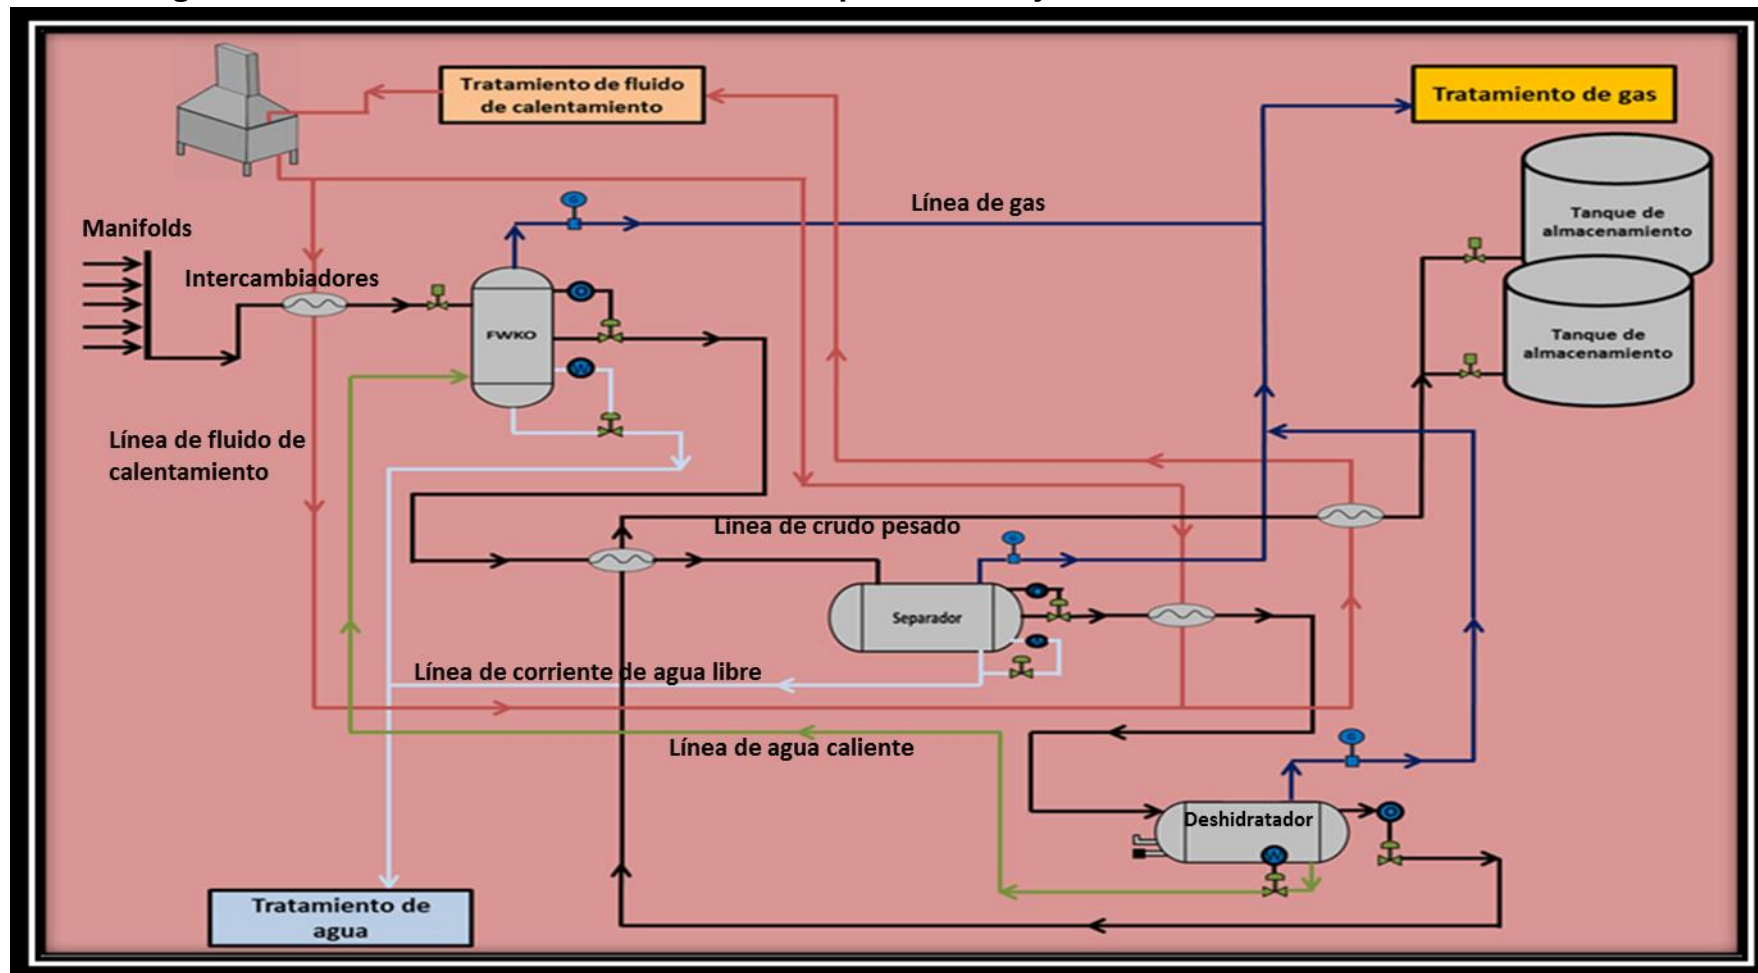 Tratamiento de fluido
de calentamiento
Tratamiento de gas
Línea de gas
Manifolds
Intercambiadores
Tanque de
almacenamiento
FWKO
Tanque de
almacenamiento
Línea de fluido de
calentamiento
Línea de crudo pesado
Separador
Línea de corriente de agua libre
Línea de agua caliente
Deshidratador
Tratamiento de
agua